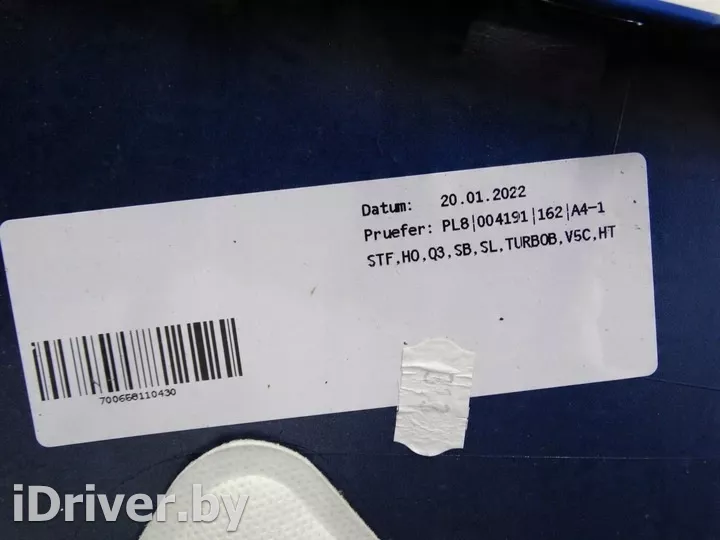 Datum: 20.01.2022
Pruefer: PL8|004191|162|A4-1
STF,HO,Q3,SB,SL,TURBOB,V5C,HT
700658110430
iDriver.by